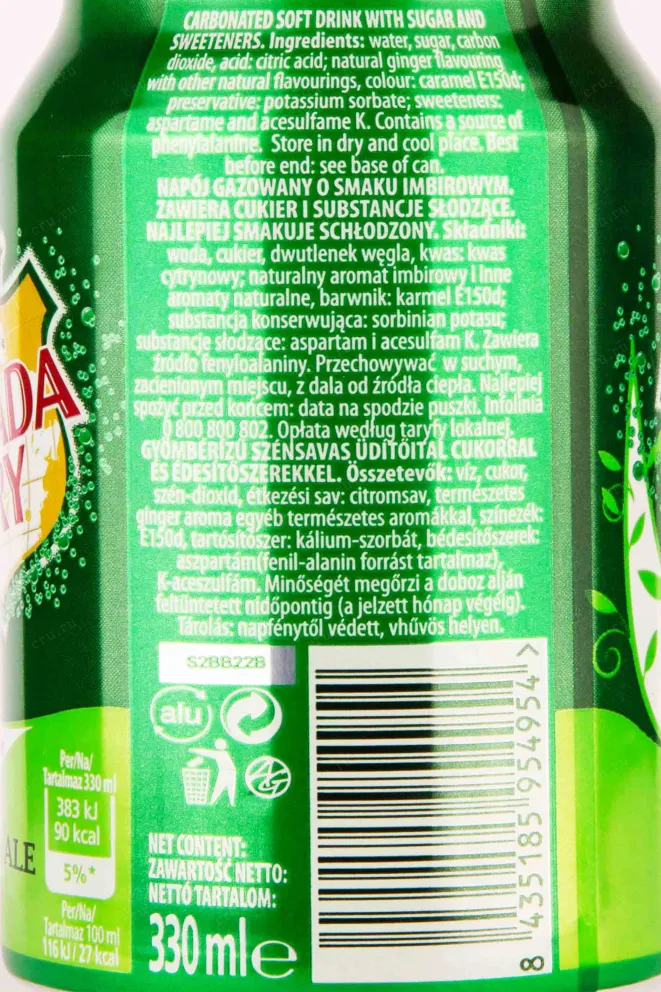 CARBONATED SOFT DRINK WITH SUGAR AND
SWEETENERS. Ingredients: water, sugar, carbon
dioxide, acid: citric acid; natural ginger flavouring
with other natural flavourings, colour: caramel E150d;
preservative: potassium sorbate; sweeteners:
aspartame and acesulfame K. Contains a source of
phenylalanine. Store in dry and cool place. Best
before end: see base of can.
NAPÓJ GAZOWANY O SMAKU IMBIROWYM.
ZAWIERA CUKIER I SUBSTANCJE SŁODZĄCE.
NAJLEPIEJ SMAKUJE SCHŁODZONY. Składniki:
woda, cukier, dwutlenek węgla, kwas: kwas
cytrynowy; naturalny aromat imbirowy i Inne
aromaty naturalne, barwnik: karmel E150d;
substancja konserwująca: sorbinian potasu;
substancje słodzące: aspartam i acesulfam K. Zawiera
źródło fenyloalaniny. Przechowywać w suchym,
zacienionym miejscu, z dala od źródła ciepła. Najlepiej
spożyć przed końcem: data na spodzie puszki. Infolinia
0 800 800 802. Opłata według taryfy lokalnej.
GYÖMBÉRÍZŰ SZÉNSAVAS ÜDÍTŐITAL CUKORRAL
ÉS ÉDESÍTŐSZEREKKEL. Összetevők: víz, cukor,
szén-dioxid, étkezési sav: citromsav, természetes
ginger aroma egyéb természetes aromákkal, színezék:
E150d, tartósítószer: kálium-szorbát, bédesítőszerek:
aszpartám(fenil-alanin forrást tartalmaz),
K-aceszulfám. Minőségét megőrzi a doboz alján
feltüntetett nidőpontig (a jelzett hónap végéig).
Tárolás: napfénytől védett, vhűvös helyen.
S2BB22B
alu
NET CONTENT:
ZAWARTOŚĆ NETTO:
NETTÓ TARTALOM:
330 ml e
8 435185 954954 >
ADA
RY
ALE
Per/Na/
Tartalmaz 330 ml
383 kJ
90 kcal
5%*
Per/Na/
Tartalmaz 100 ml
116 kJ / 27 kcal
cru.ru